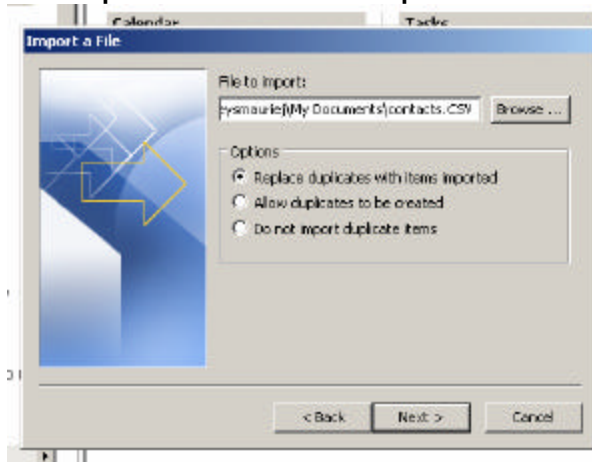 Calendar
Tasks
Import a File
File to import:
eysmauriej\My Documents\contacts.CSV
Browse ...
Options
Replace duplicates with items imported
Allow duplicates to be created
Do not import duplicate items
< Back
Next >
Cancel